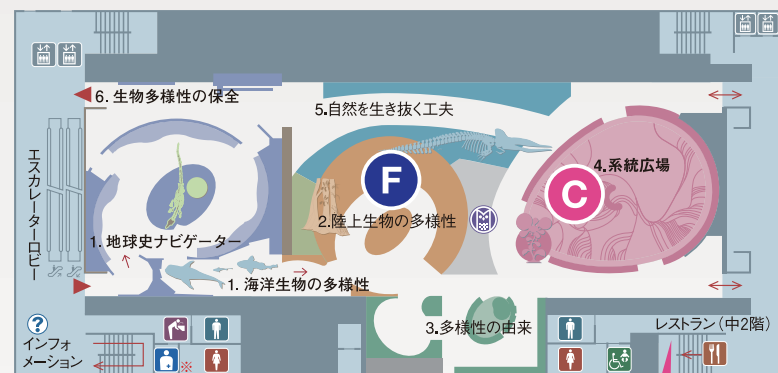 6. 生物多様性の保全
5.自然を生き抜く工夫
4.系統広場
F
C
2.陸上生物の多様性
エスカレーターロビー
1. 地球史ナビゲーター
1. 海洋生物の多様性
3.多様性の由来
レストラン(中2階)
?
インフォ
メーション
※